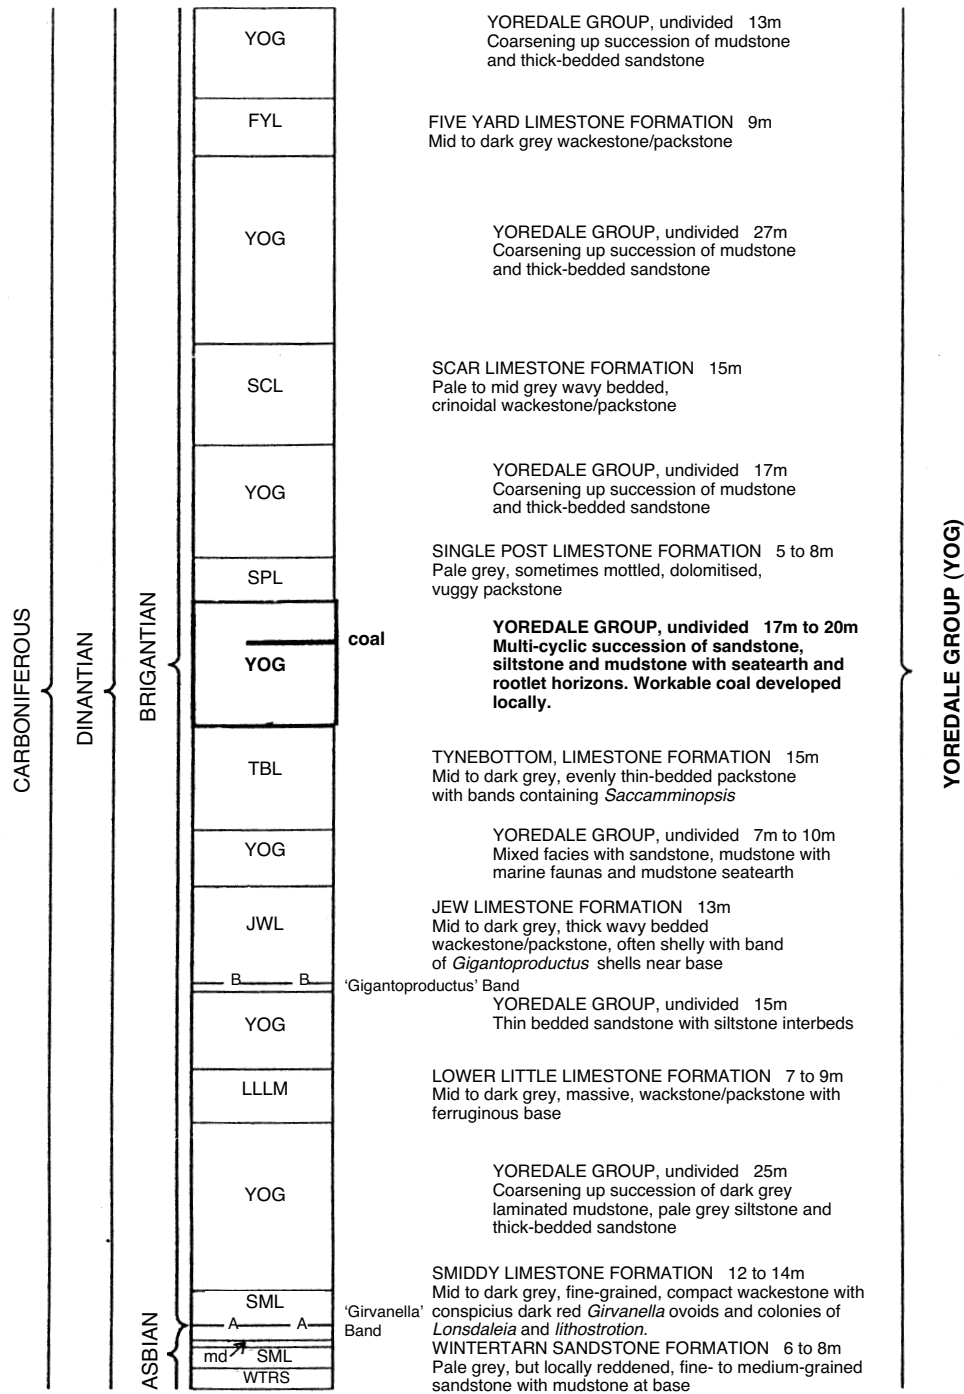 YOG
YOREDALE GROUP, undivided 13m
Coarsening up succession of mudstone
and thick-bedded sandstone
FYL
FIVE YARD LIMESTONE FORMATION 9m
Mid to dark grey wackestone/packstone
YOG
YOREDALE GROUP, undivided 27m
Coarsening up succession of mudstone
and thick-bedded sandstone
SCL
SCAR LIMESTONE FORMATION 15m
Pale to mid grey wavy bedded,
crinoidal wackestone/packstone
YOG
YOREDALE GROUP, undivided 17m
Coarsening up succession of mudstone
and thick-bedded sandstone
SPL
SINGLE POST LIMESTONE FORMATION 5 to 8m
Pale grey, sometimes mottled, dolomitised,
vuggy packstone
coal
YOG
YOREDALE GROUP, undivided 17m to 20m
Multi-cyclic succession of sandstone,
siltstone and mudstone with seatearth and
rootlet horizons. Workable coal developed
locally.
TBL
TYNEBOTTOM, LIMESTONE FORMATION 15m
Mid to dark grey, evenly thin-bedded packstone
with bands containing Saccamminopsis
YOG
YOREDALE GROUP, undivided 7m to 10m
Mixed facies with sandstone, mudstone with
marine faunas and mudstone seatearth
JWL
JEW LIMESTONE FORMATION 13m
Mid to dark grey, thick wavy bedded
wackestone/packstone, often shelly with band
of Gigantoproductus shells near base
B B
'Gigantoproductus' Band
YOG
YOREDALE GROUP, undivided 15m
Thin bedded sandstone with siltstone interbeds
LLLM
LOWER LITTLE LIMESTONE FORMATION 7 to 9m
Mid to dark grey, massive, wackstone/packstone with
ferruginous base
YOG
YOREDALE GROUP, undivided 25m
Coarsening up succession of dark grey
laminated mudstone, pale grey siltstone and
thick-bedded sandstone
SML
A A
'Girvanella'
Band
SMIDDY LIMESTONE FORMATION 12 to 14m
Mid to dark grey, fine-grained, compact wackestone with
conspicius dark red Girvanella ovoids and colonies of
Lonsdaleia and lithostrotion.
md
SML
WTRS
WINTERTARN SANDSTONE FORMATION 6 to 8m
Pale grey, but locally reddened, fine- to medium-grained
sandstone with mudstone at base
CARBONIFEROUS
DINANTIAN
BRIGANTIAN
ASBIAN
YOREDALE GROUP (YOG)